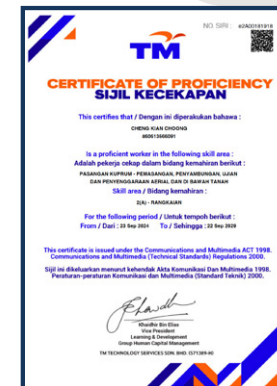 NO. SIRI :
TM
CERTIFICATE OF PROFICIENCY
SIJIL KECEKAPAN
This certifies that / Dengan ini diperakukan bahawa :
CHENG KIAN CHOONG
Is a proficient worker in the following skill area :
Adalah pekerja cekap dalam bidang kemahiran berikut :
PASANGAN KUPRUM - PEMASANGAN, PENYAMBUNGAN, UJIAN
DAN PENYENGGARAAN AERIAL DAN DI BAWAH TANAH
Skill area / Bidang kemahiran :
2(A) - RANGKAIAN
For the following period / Untuk tempoh berikut :
From / Dari : 23 Sep 2024 To / Sehingga : 22 Sep 2029
This certificate is issued under the Communications and Multimedia ACT 1998.
Communications and Multimedia (Technical Standards) Regulations 2000.
Sijil ini dikeluarkan menurut kehendak Akta Komunikasi Dan Multimedia 1998.
Peraturan-peraturan Komunikasi dan Multimedia (Standard Teknik) 2000.
Khaidhir Bin Elias
Vice President
Learning & Development
Group Human Capital Management
TM TECHNOLOGY SERVICES SDN. BHD.